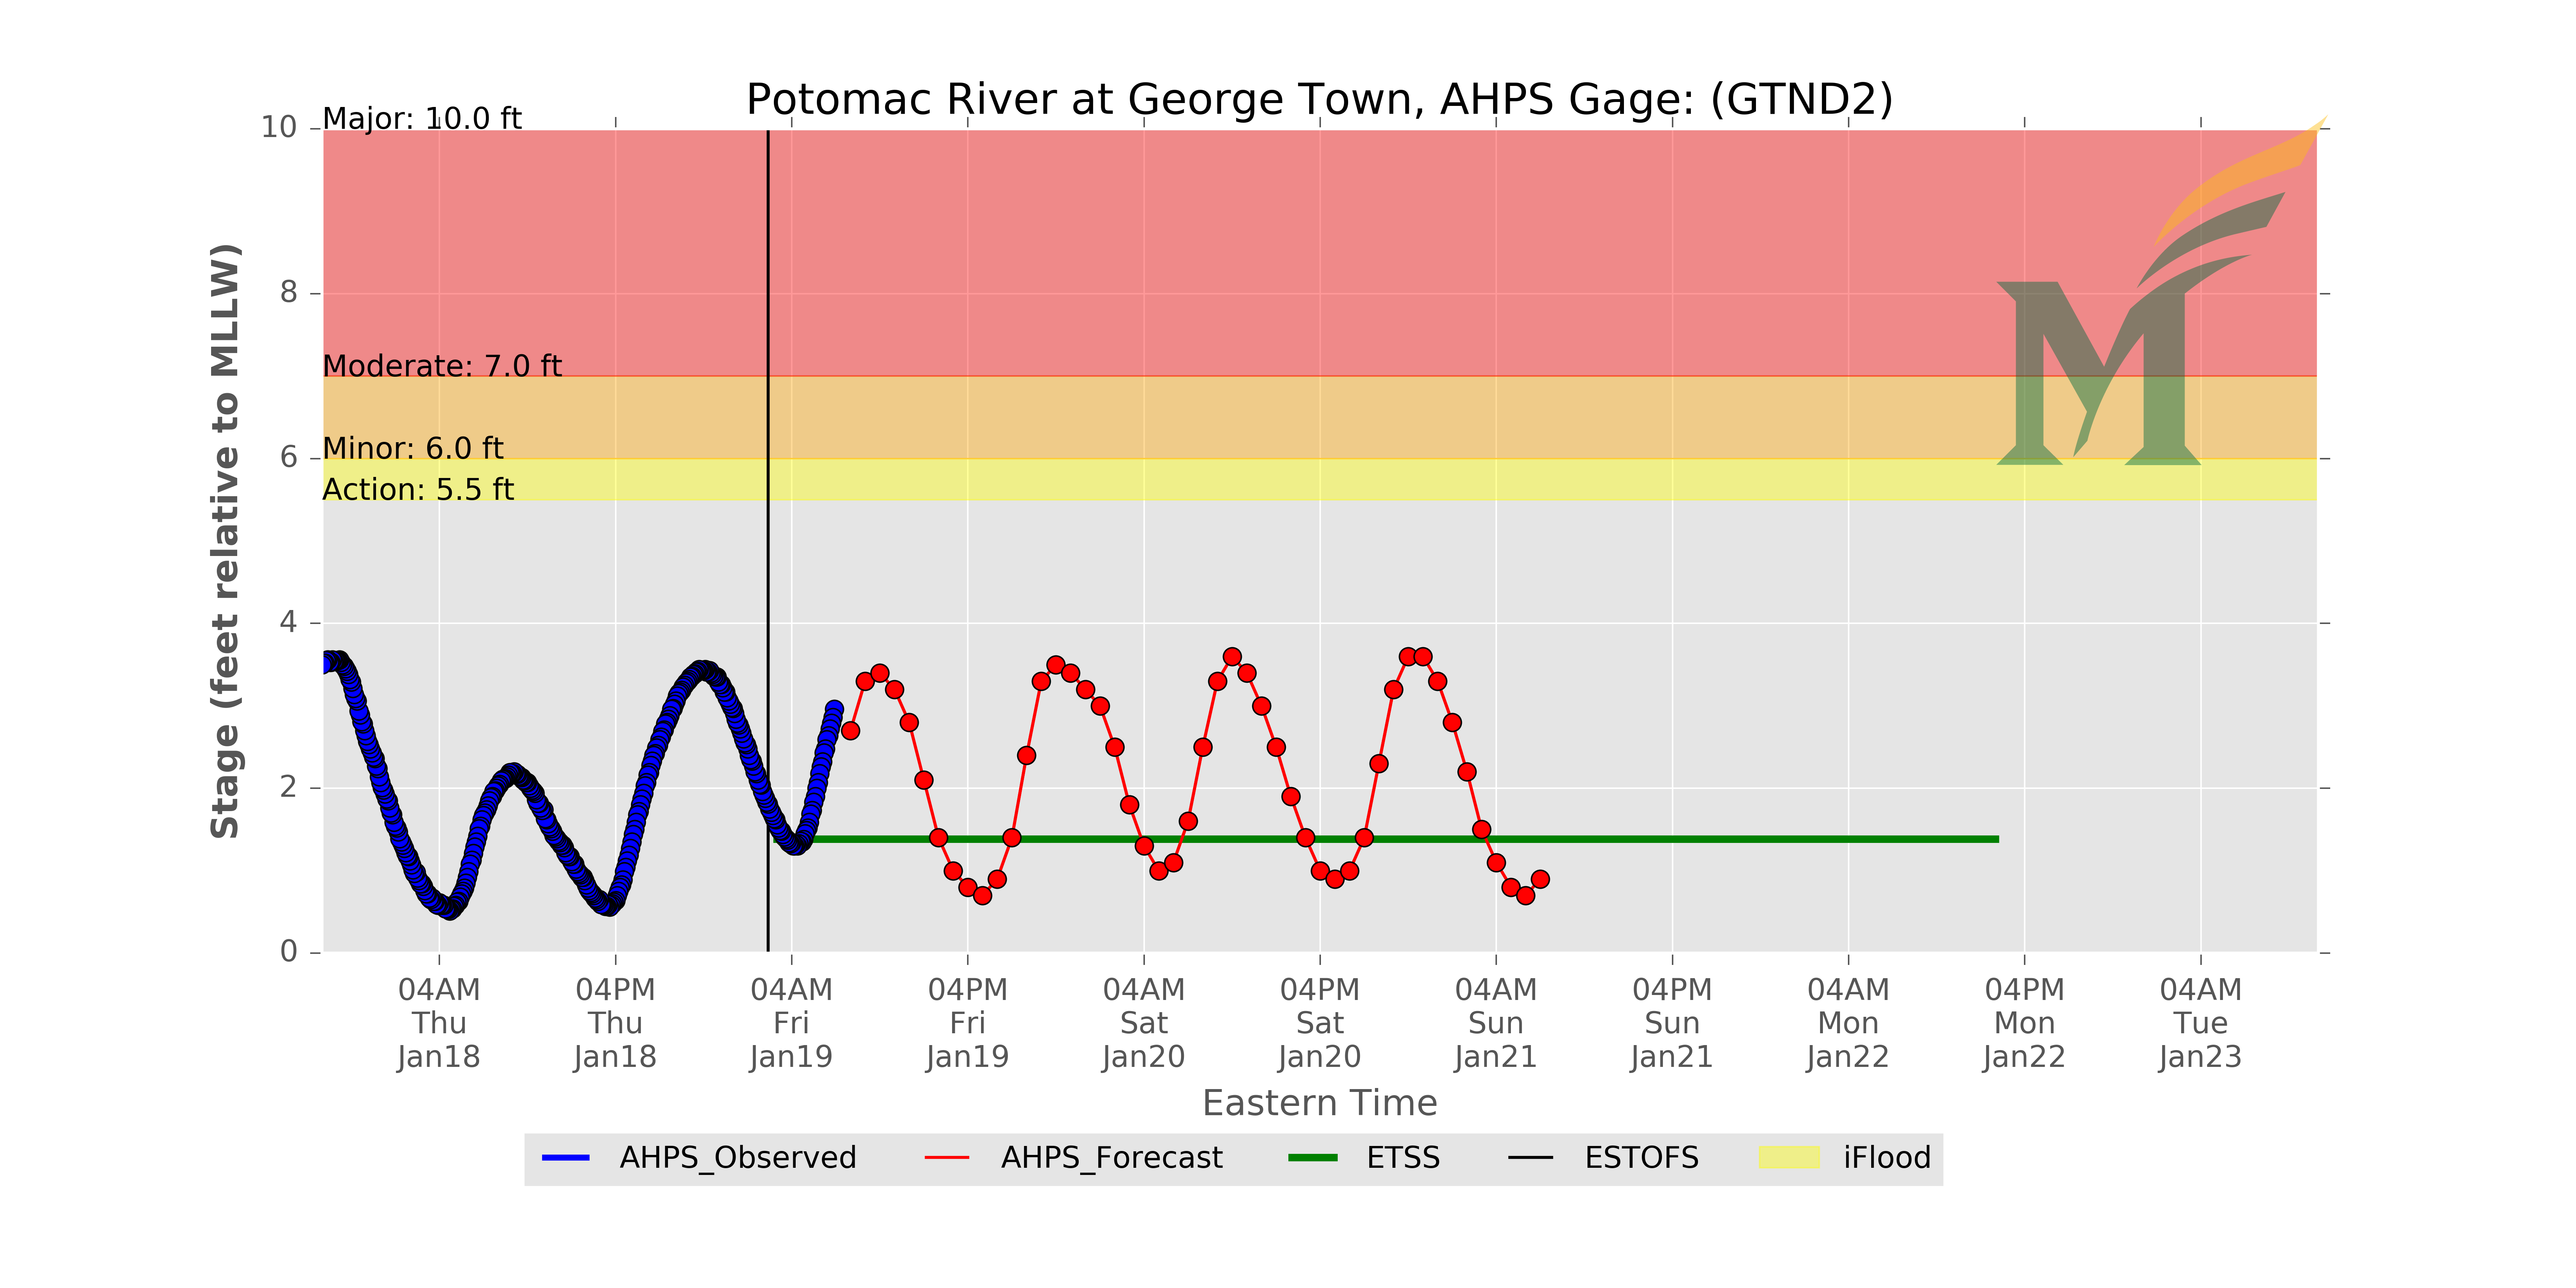 Potomac River at George Town, AHPS Gage: (GTND2)
Major: 10.0 ft
Moderate: 7.0 ft
Minor: 6.0 ft
Action: 5.5 ft
10
8
6
4
2
0
Stage (feet relative to MLLW)
04AM 04PM 04AM 04PM 04AM 04PM 04AM 04PM 04AM 04PM 04AM
Thu Thu Fri Fri Sat Sat Sun Sun Mon Mon Tue
Jan18 Jan18 Jan19 Jan19 Jan20 Jan20 Jan21 Jan21 Jan22 Jan22 Jan23
Eastern Time
AHPS_Observed AHPS_Forecast ETSS ESTOFS iFlood
M